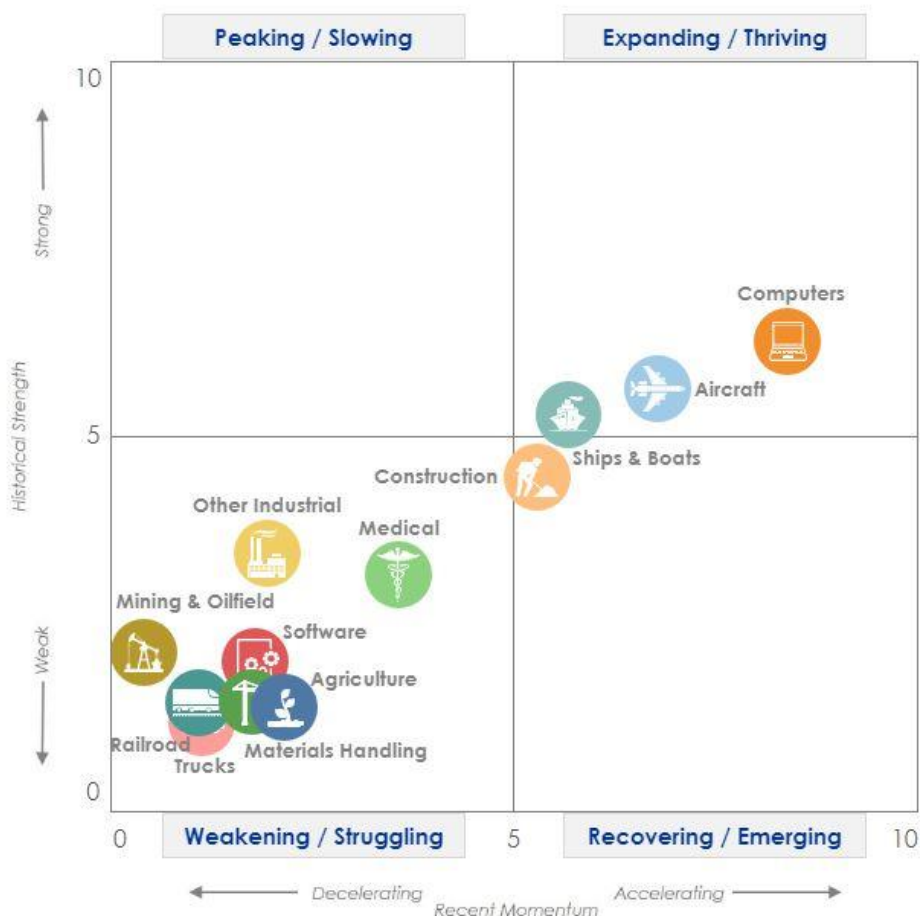 Peaking / Slowing
Expanding / Thriving
10
Strong
Computers
Aircraft
Historical Strength
5
Ships & Boats
Construction
Other Industrial
Medical
Mining & Oilfield
Software
Weak
Agriculture
Railroad
Materials Handling
Trucks
0
0
Weakening / Struggling
5
Recovering / Emerging
10
Decelerating
Accelerating
Recent Momentum